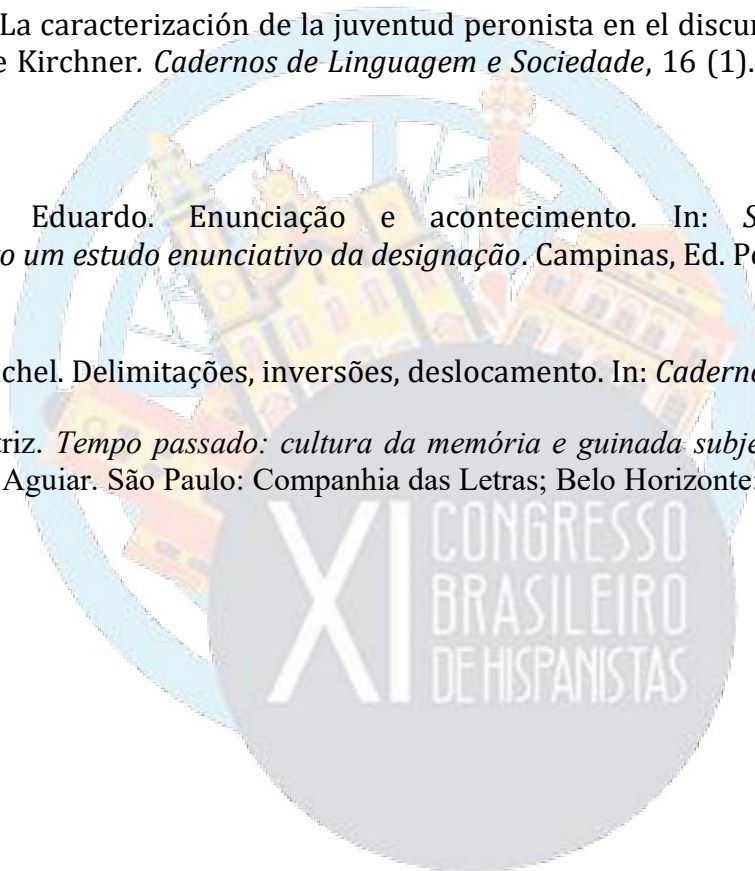 La caracterización de la juventud peronista en el discur
e Kirchner. Cadernos de Linguagem e Sociedade, 16 (1).
Eduardo. Enunciação e acontecimento. In: S
o um estudo enunciativo da designação. Campinas, Ed. Po
chel. Delimitações, inversões, deslocamento. In: Caderno
triz. Tempo passado: cultura da memória e guinada subje
Aguiar. São Paulo: Companhia das Letras; Belo Horizonte:
XI CONGRESSO
BRASILEIRO
DE HISPANISTAS